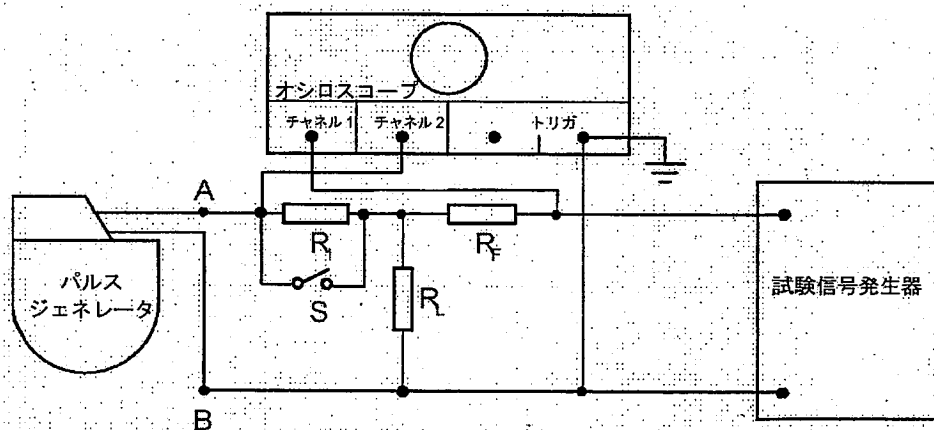 オシロスコープ
チャネル 1 チャネル 2 トリガ
A
R1
RF
パルス
ジェネレータ
S
RL
試験信号発生器
B